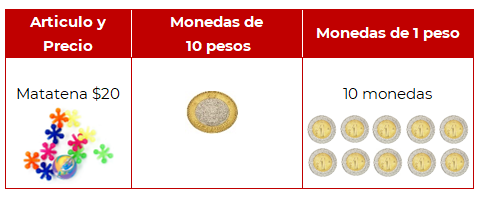 Articulo y
Precio
Monedas de
10 pesos
Monedas de 1 peso
Matatena $20
10 monedas